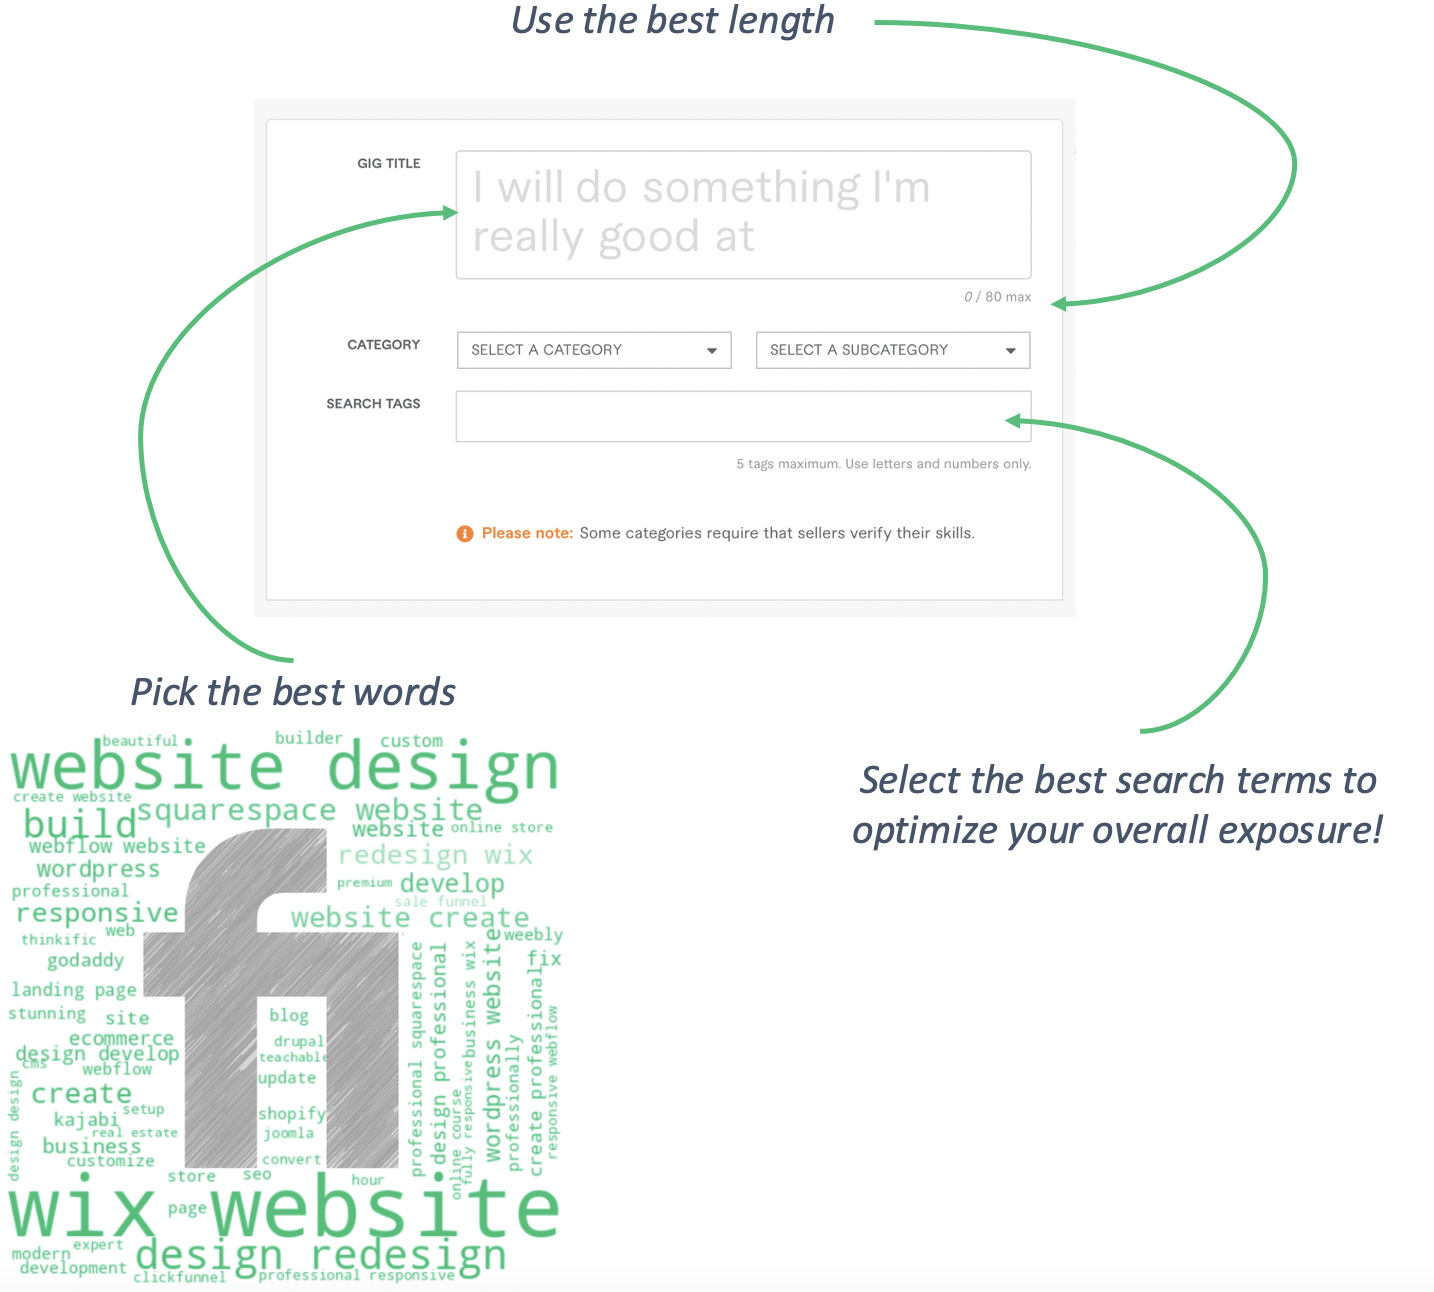 Use the best length
GIG TITLE
I will do something I'm
really good at
0 / 80 max
CATEGORY
SELECT A CATEGORY
SELECT A SUBCATEGORY
SEARCH TAGS
5 tags maximum. Use letters and numbers only.
Please note: Some categories require that sellers verify their skills.
Pick the best words
Select the best search terms to
optimize your overall exposure!
beautiful
builder
custom
website design
create website
squarespace website
build
website
online store
webflow website
redesign wix
wordpress
premium
develop
professional
sale funnel
responsive
website create
web
weebly
thinkific
godaddy
fix
landing page
stunning
site
blog
ecommerce
drupal
design develop
teachable
cms
webflow
update
create
setup
shopify
kajabi
real estate
joomla
business
customize
convert
design design
professional squarespace
design professional
online course
fully responsive
business wix
wordpress website
professionally
create professional
responsive webflow
store
seo
hour
wix website
page
expert
modern
design redesign
development
clickfunnel
professional responsive
fi